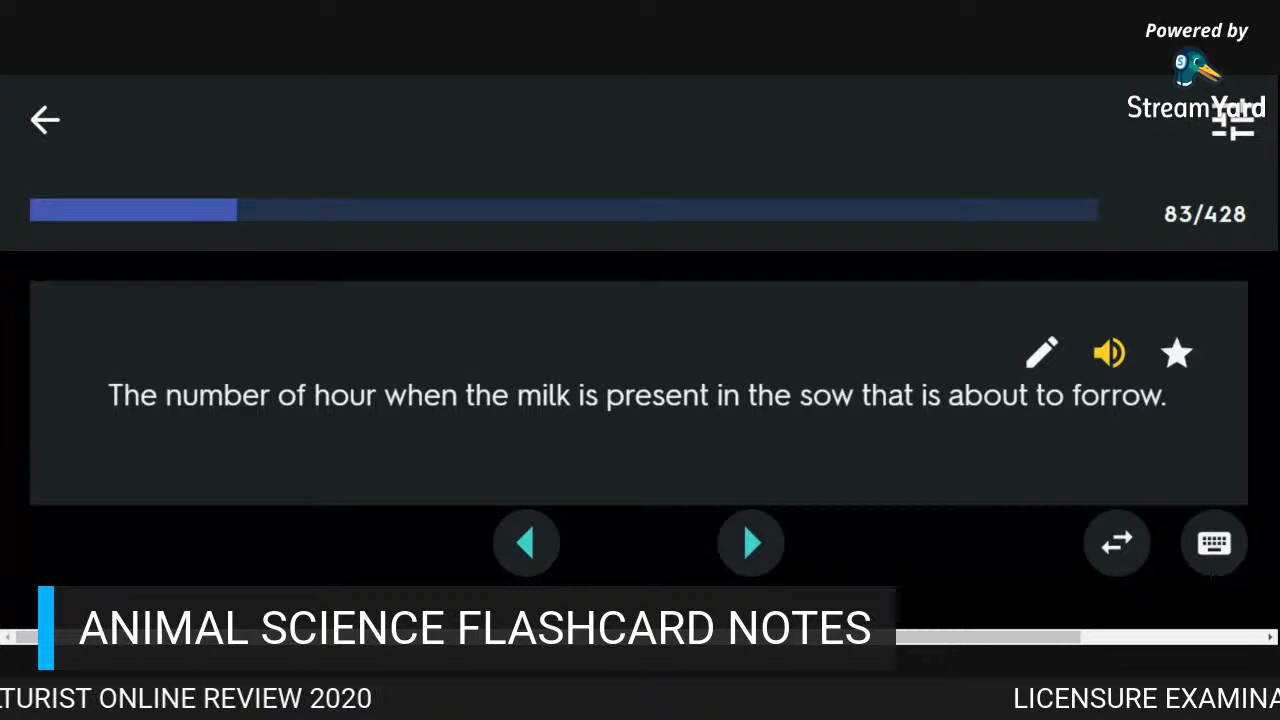 Powered by
StreamYard
83/428
The number of hour when the milk is present in the sow that is about to forrow.
ANIMAL SCIENCE FLASHCARD NOTES
LTURIST ONLINE REVIEW 2020
LICENSURE EXAMINA